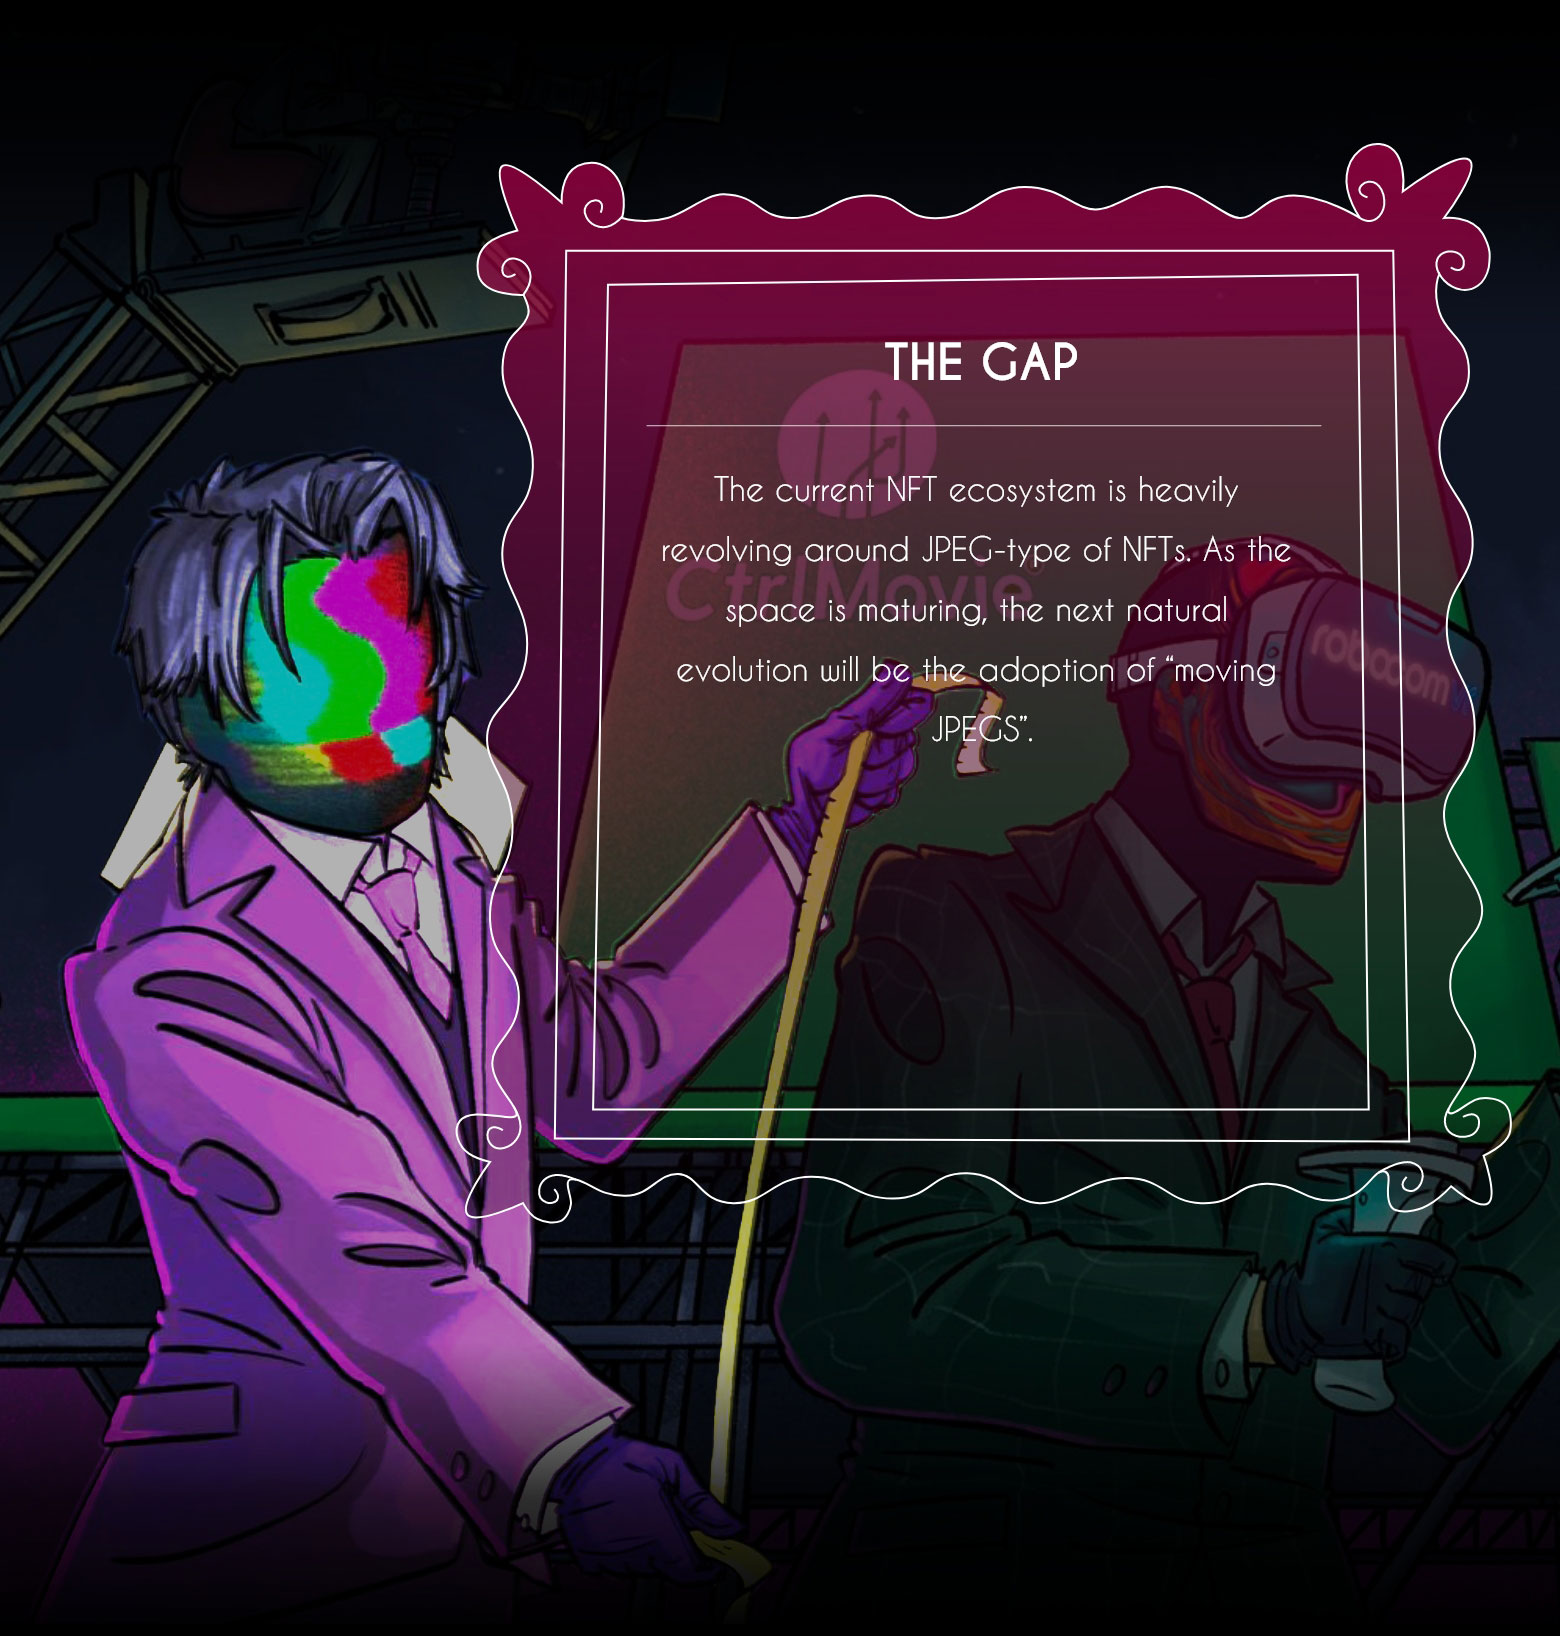 THE GAP
The current NFT ecosystem is heavily
revolving around JPEG-type of NFTs. As the
space is maturing, the next natural
evolution will be the adoption of “moving
JPEGS”.
CtrlMovie